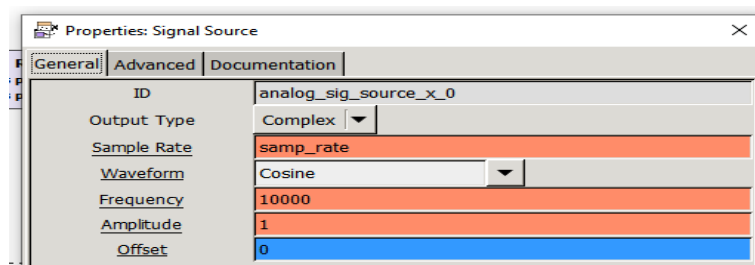 Properties: Signal Source
General Advanced Documentation
ID analog_sig_source_x_0
Output Type Complex
Sample Rate samp_rate
Waveform Cosine
Frequency 10000
Amplitude 1
Offset 0